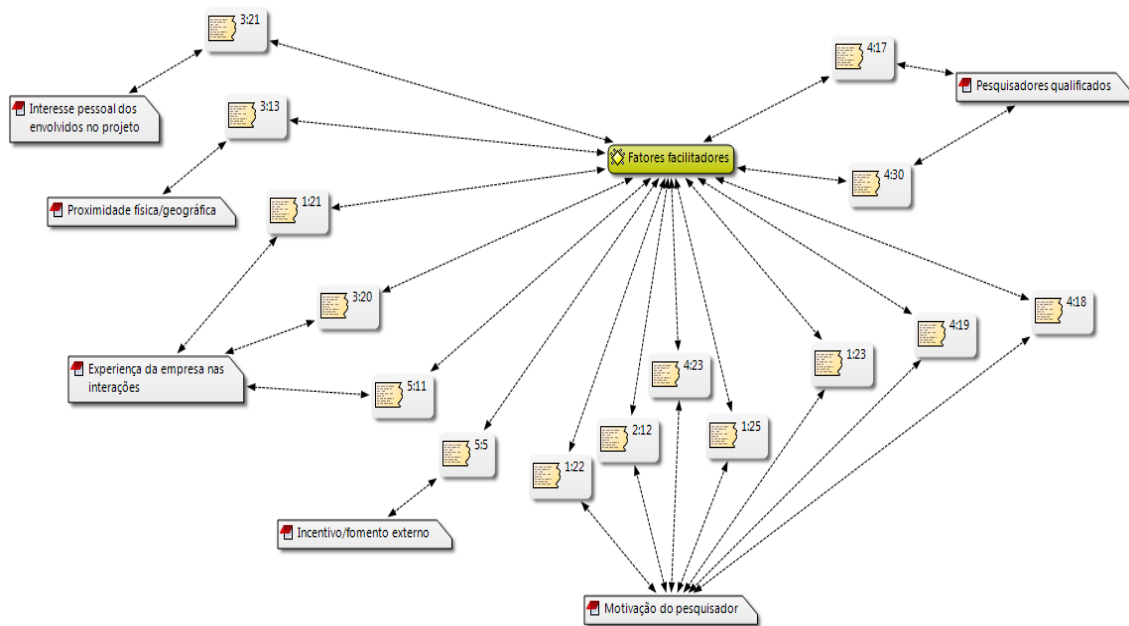 3:21
4:17
Interesse pessoal dos
envolvidos no projeto
Pesquisadores qualificados
3:13
Fatores facilitadores
4:30
1:21
Proximidade física/geográfica
3:20
4:18
4:19
Experiença da empresa nas
interações
4:23
1:23
5:11
5:5
2:12
1:25
1:22
Incentivo/fomento externo
Motivação do pesquisador